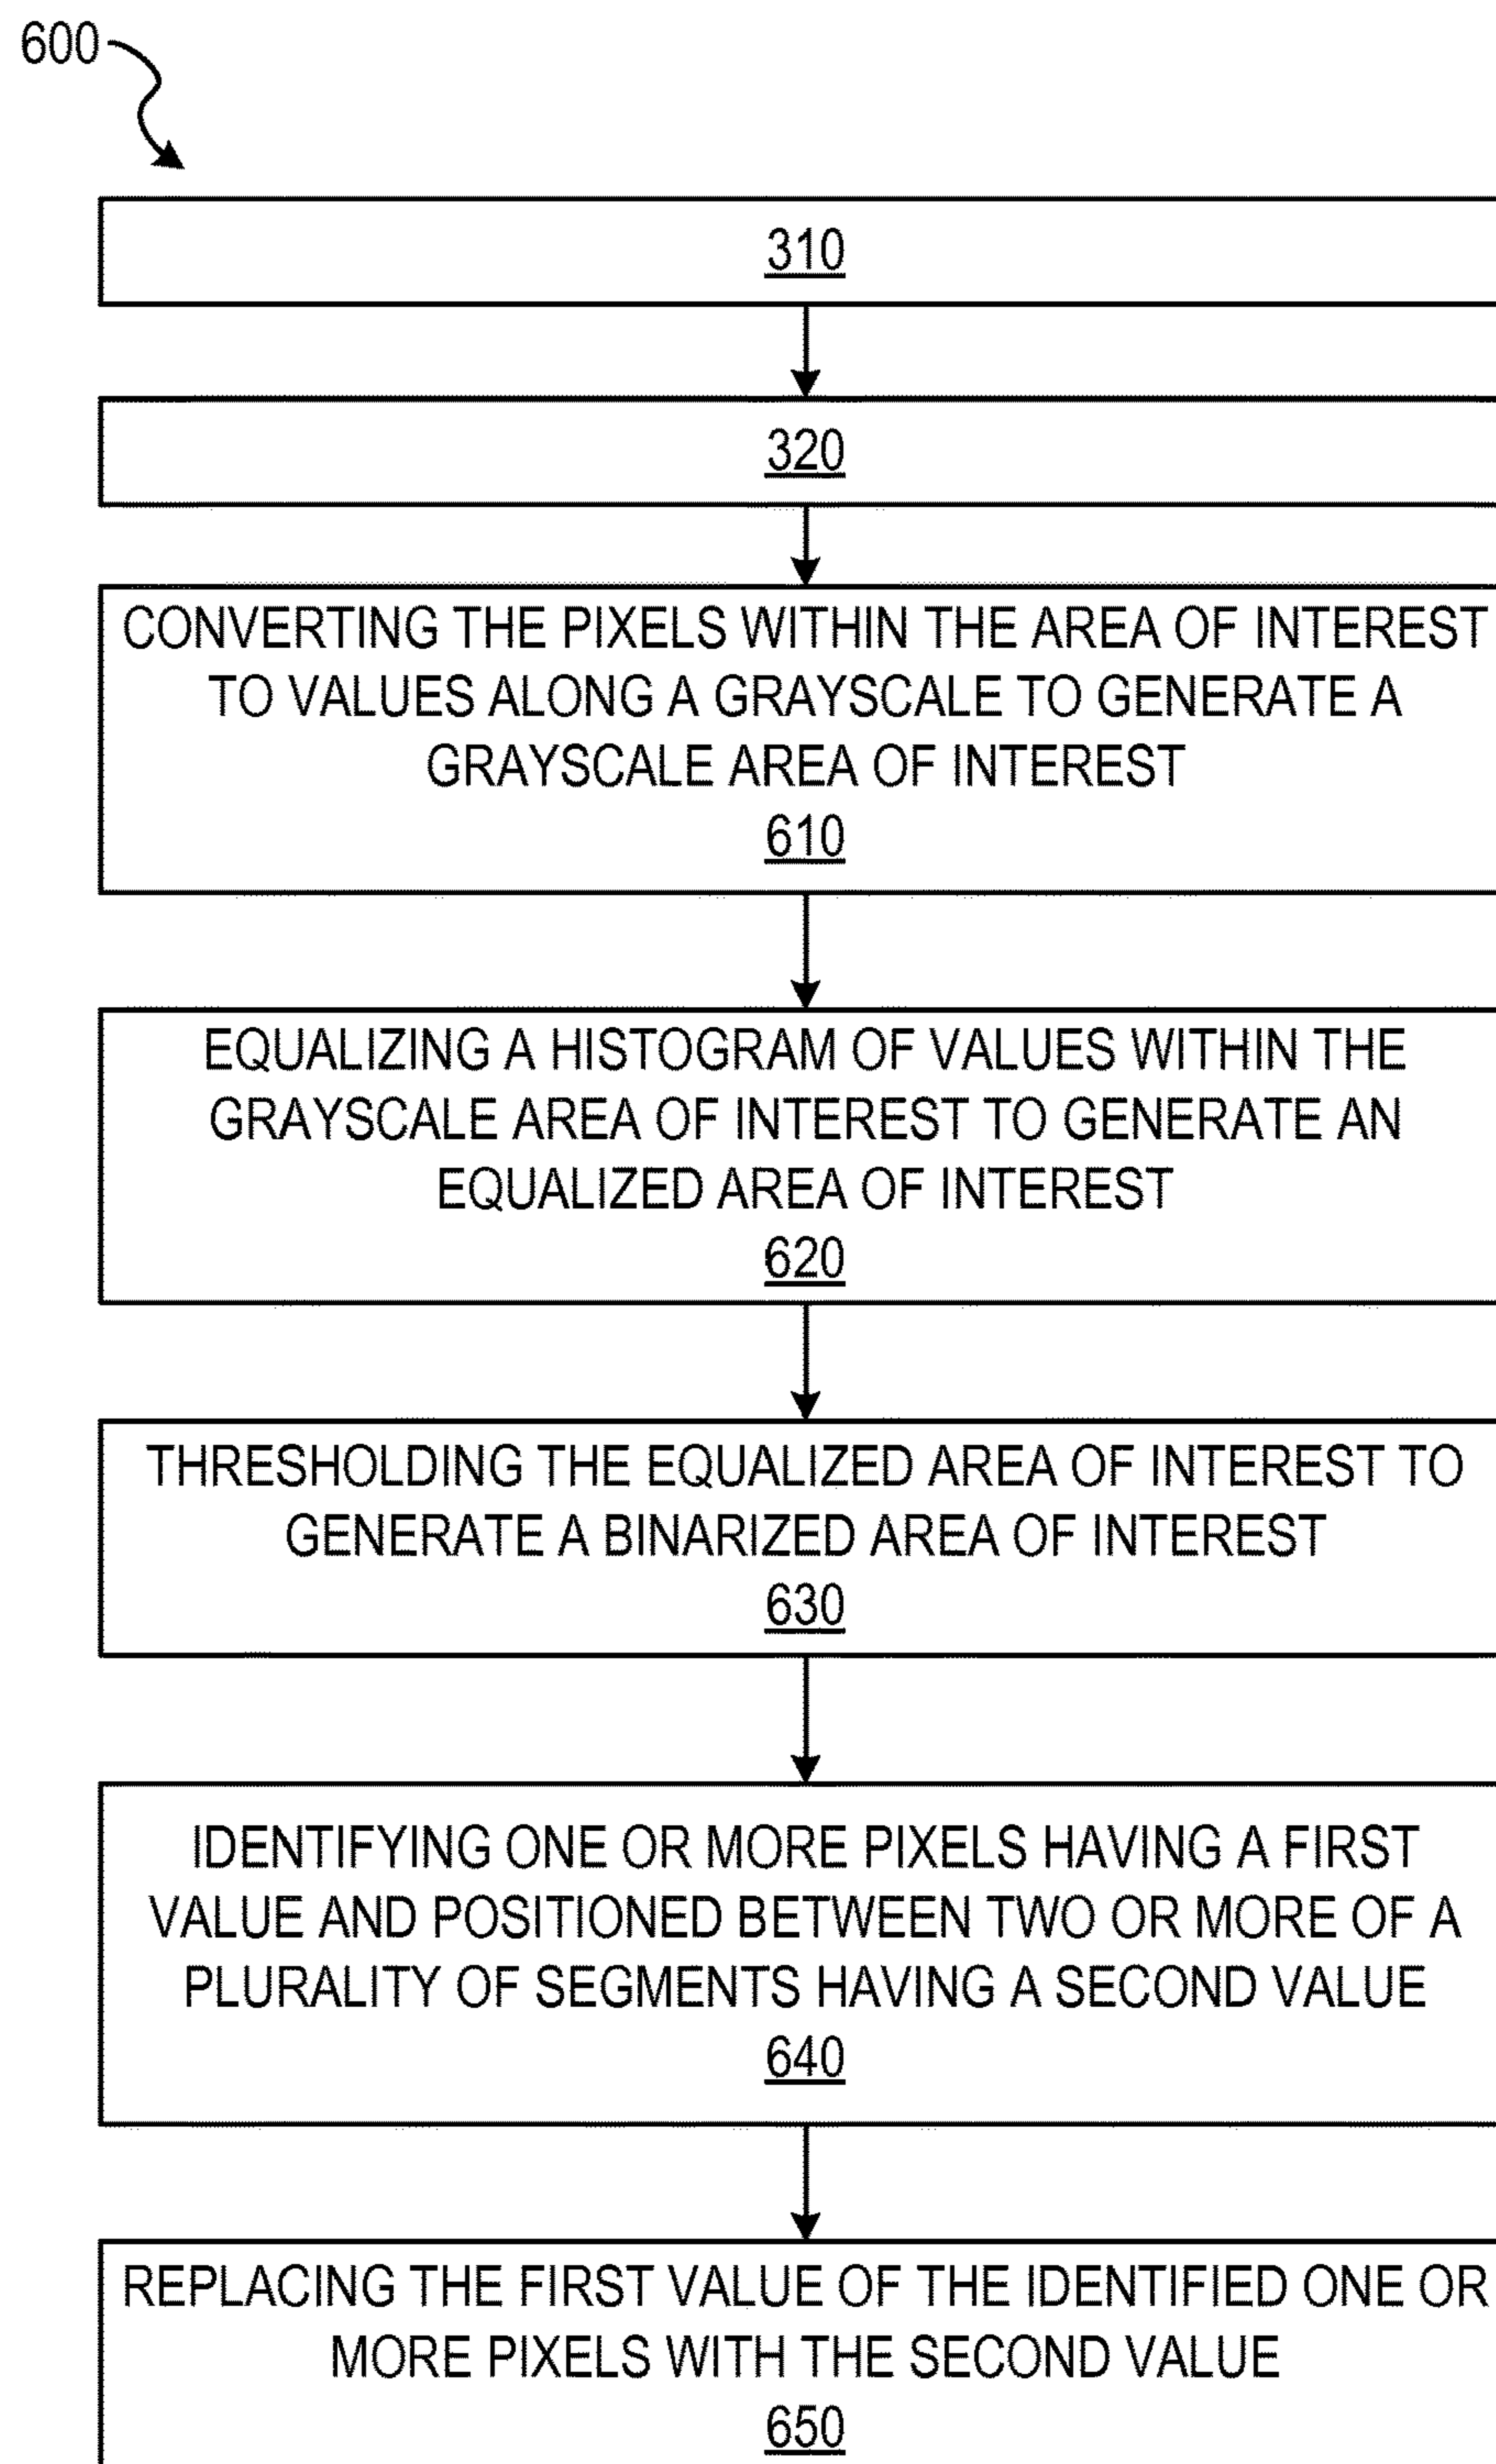 600
310
320
CONVERTING THE PIXELS WITHIN THE AREA OF INTEREST
TO VALUES ALONG A GRAYSCALE TO GENERATE A
GRAYSCALE AREA OF INTEREST
610
EQUALIZING A HISTOGRAM OF VALUES WITHIN THE
GRAYSCALE AREA OF INTEREST TO GENERATE AN
EQUALIZED AREA OF INTEREST
620
THRESHOLDING THE EQUALIZED AREA OF INTEREST TO
GENERATE A BINARIZED AREA OF INTEREST
630
IDENTIFYING ONE OR MORE PIXELS HAVING A FIRST
VALUE AND POSITIONED BETWEEN TWO OR MORE OF A
PLURALITY OF SEGMENTS HAVING A SECOND VALUE
640
REPLACING THE FIRST VALUE OF THE IDENTIFIED ONE OR
MORE PIXELS WITH THE SECOND VALUE
650